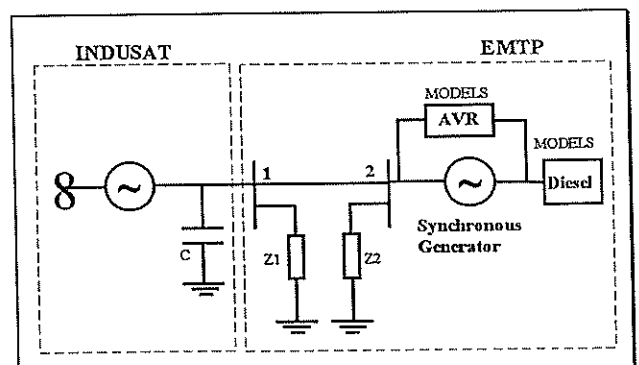 INDUSAT
EMTP
MODELS
AVR
MODELS
1
2
~
~
Diesel
Synchronous
Generator
C
Z1
Z2